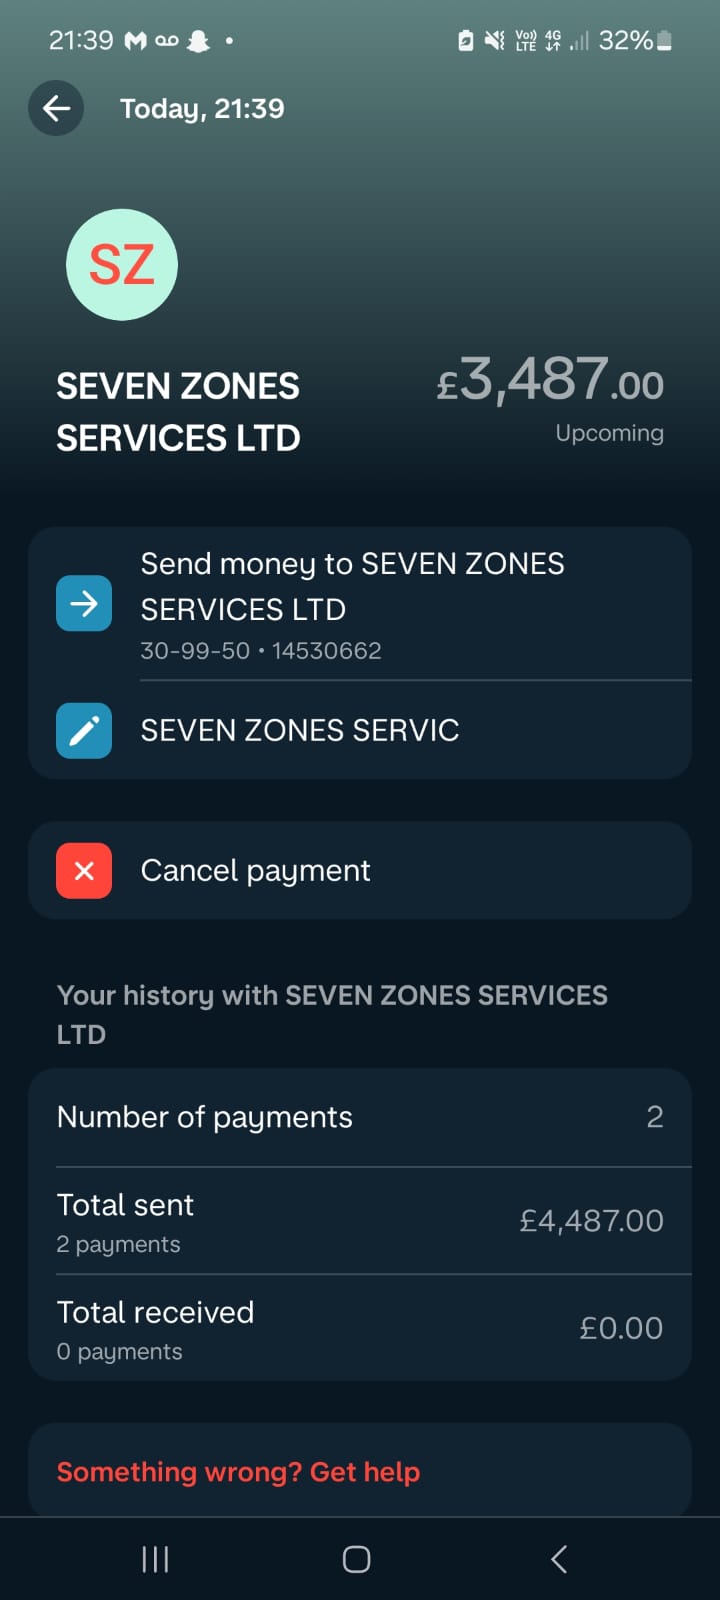 21:39
Vo)) LTE 4G 32%
Today, 21:39
SZ
SEVEN ZONES
SERVICES LTD
£3,487.00
Upcoming
Send money to SEVEN ZONES
SERVICES LTD
30-99-50 • 14530662
SEVEN ZONES SERVIC
Cancel payment
Your history with SEVEN ZONES SERVICES
LTD
Number of payments 2
Total sent
2 payments
£4,487.00
Total received
0 payments
£0.00
Something wrong? Get help